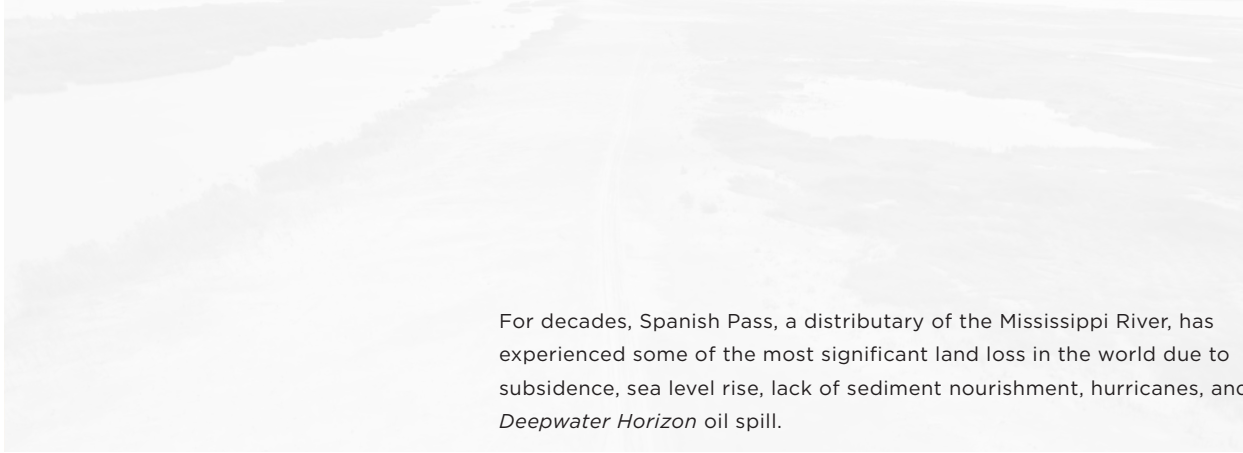 For decades, Spanish Pass, a distributary of the Mississippi River, has
experienced some of the most significant land loss in the world due to
subsidence, sea level rise, lack of sediment nourishment, hurricanes, and
Deepwater Horizon oil spill.